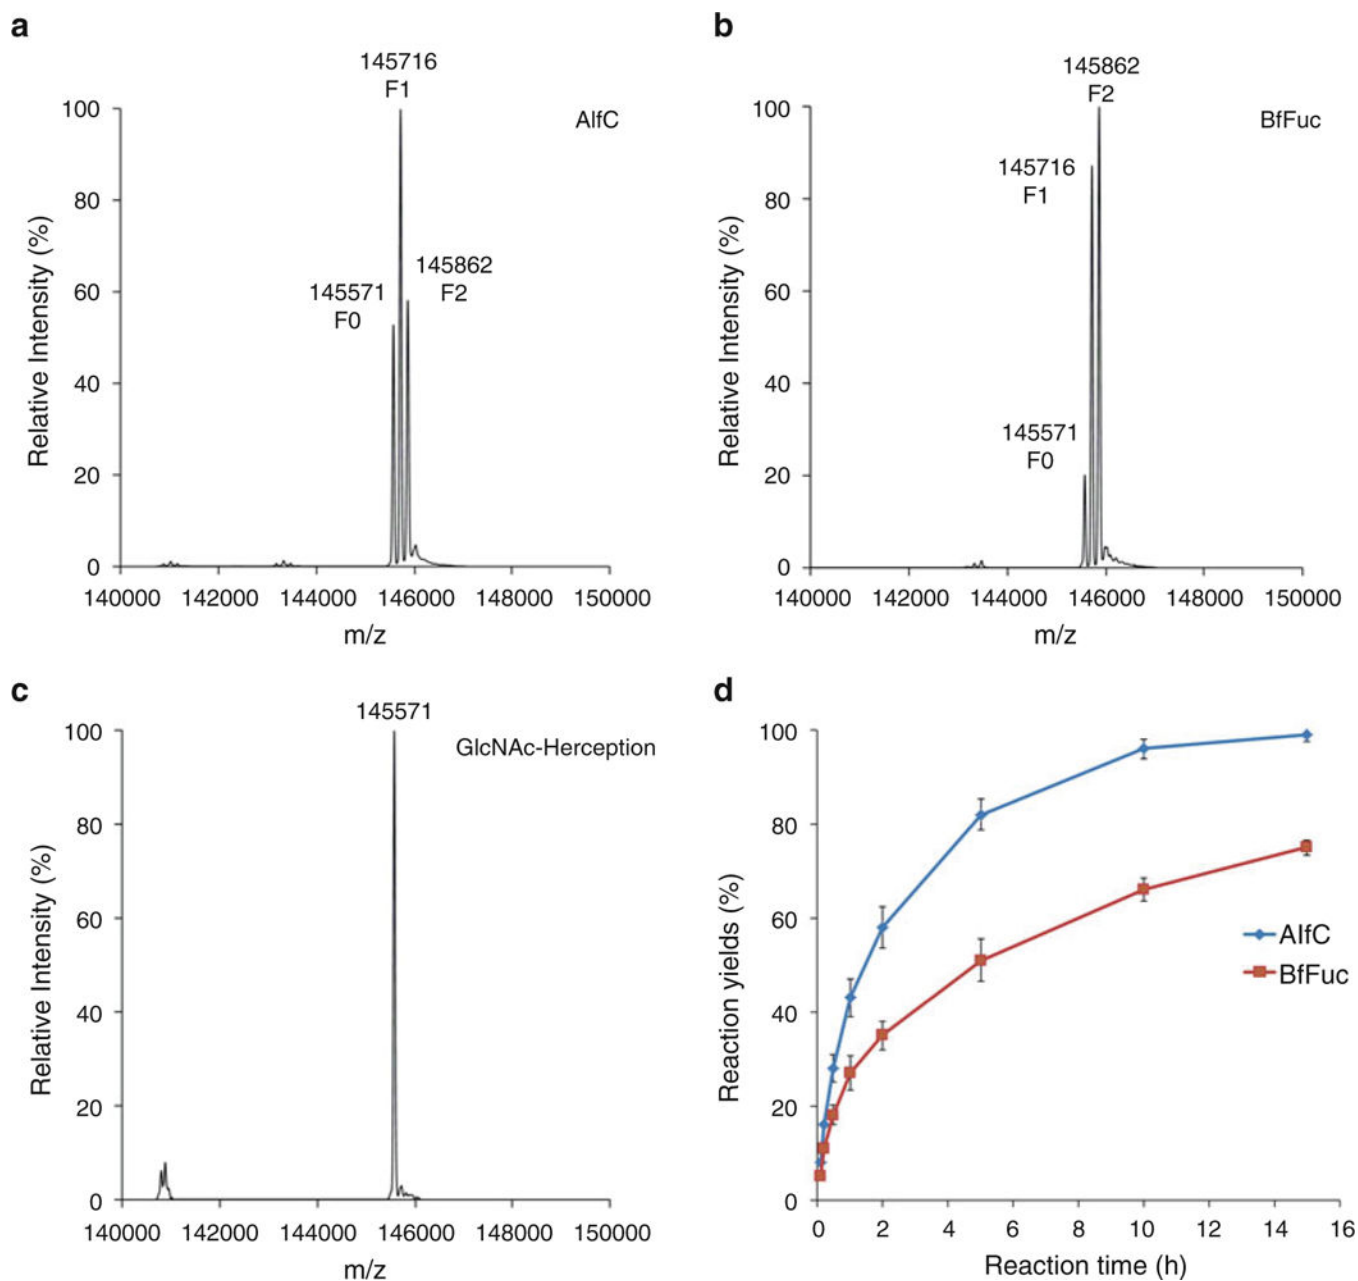 a
145716
F1
AlfC
145571
F0
145862
F2
Relative Intensity (%)
100
80
60
40
20
0
140000 142000 144000 146000 148000 150000
m/z
b
145862
F2
BfFuc
145716
F1
145571
F0
Relative Intensity (%)
100
80
60
40
20
0
140000 142000 144000 146000 148000 150000
m/z
c
145571
GlcNAc-Herception
Relative Intensity (%)
100
80
60
40
20
0
140000 142000 144000 146000 148000 150000
m/z
d
Reaction yields (%)
100
80
60
40
20
0
AlfC
BfFuc
0 2 4 6 8 10 12 14 16
Reaction time (h)